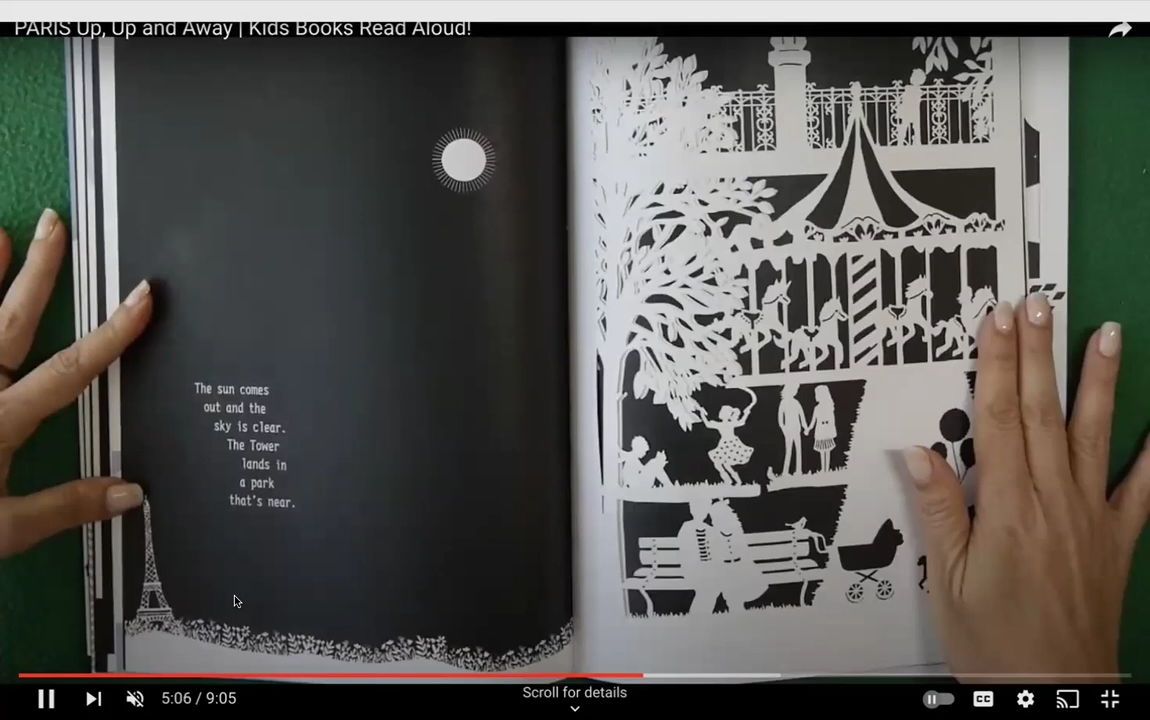 PARIS Up, Up and Away | Kids Books Read Aloud!
The sun comes
out and the
sky is clear.
The Tower
lands in
a park
that's near.
5:06 / 9:05
Scroll for details
CC